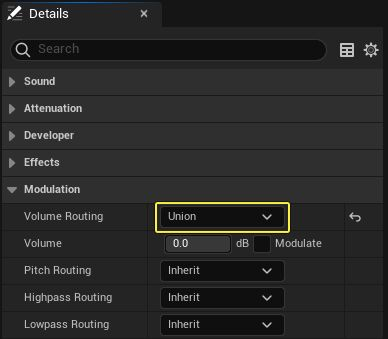 Details
Search
Sound
Attenuation
Developer
Effects
Modulation
Volume Routing Union
Volume 0.0 dB Modulate
Pitch Routing Inherit
Highpass Routing Inherit
Lowpass Routing Inherit